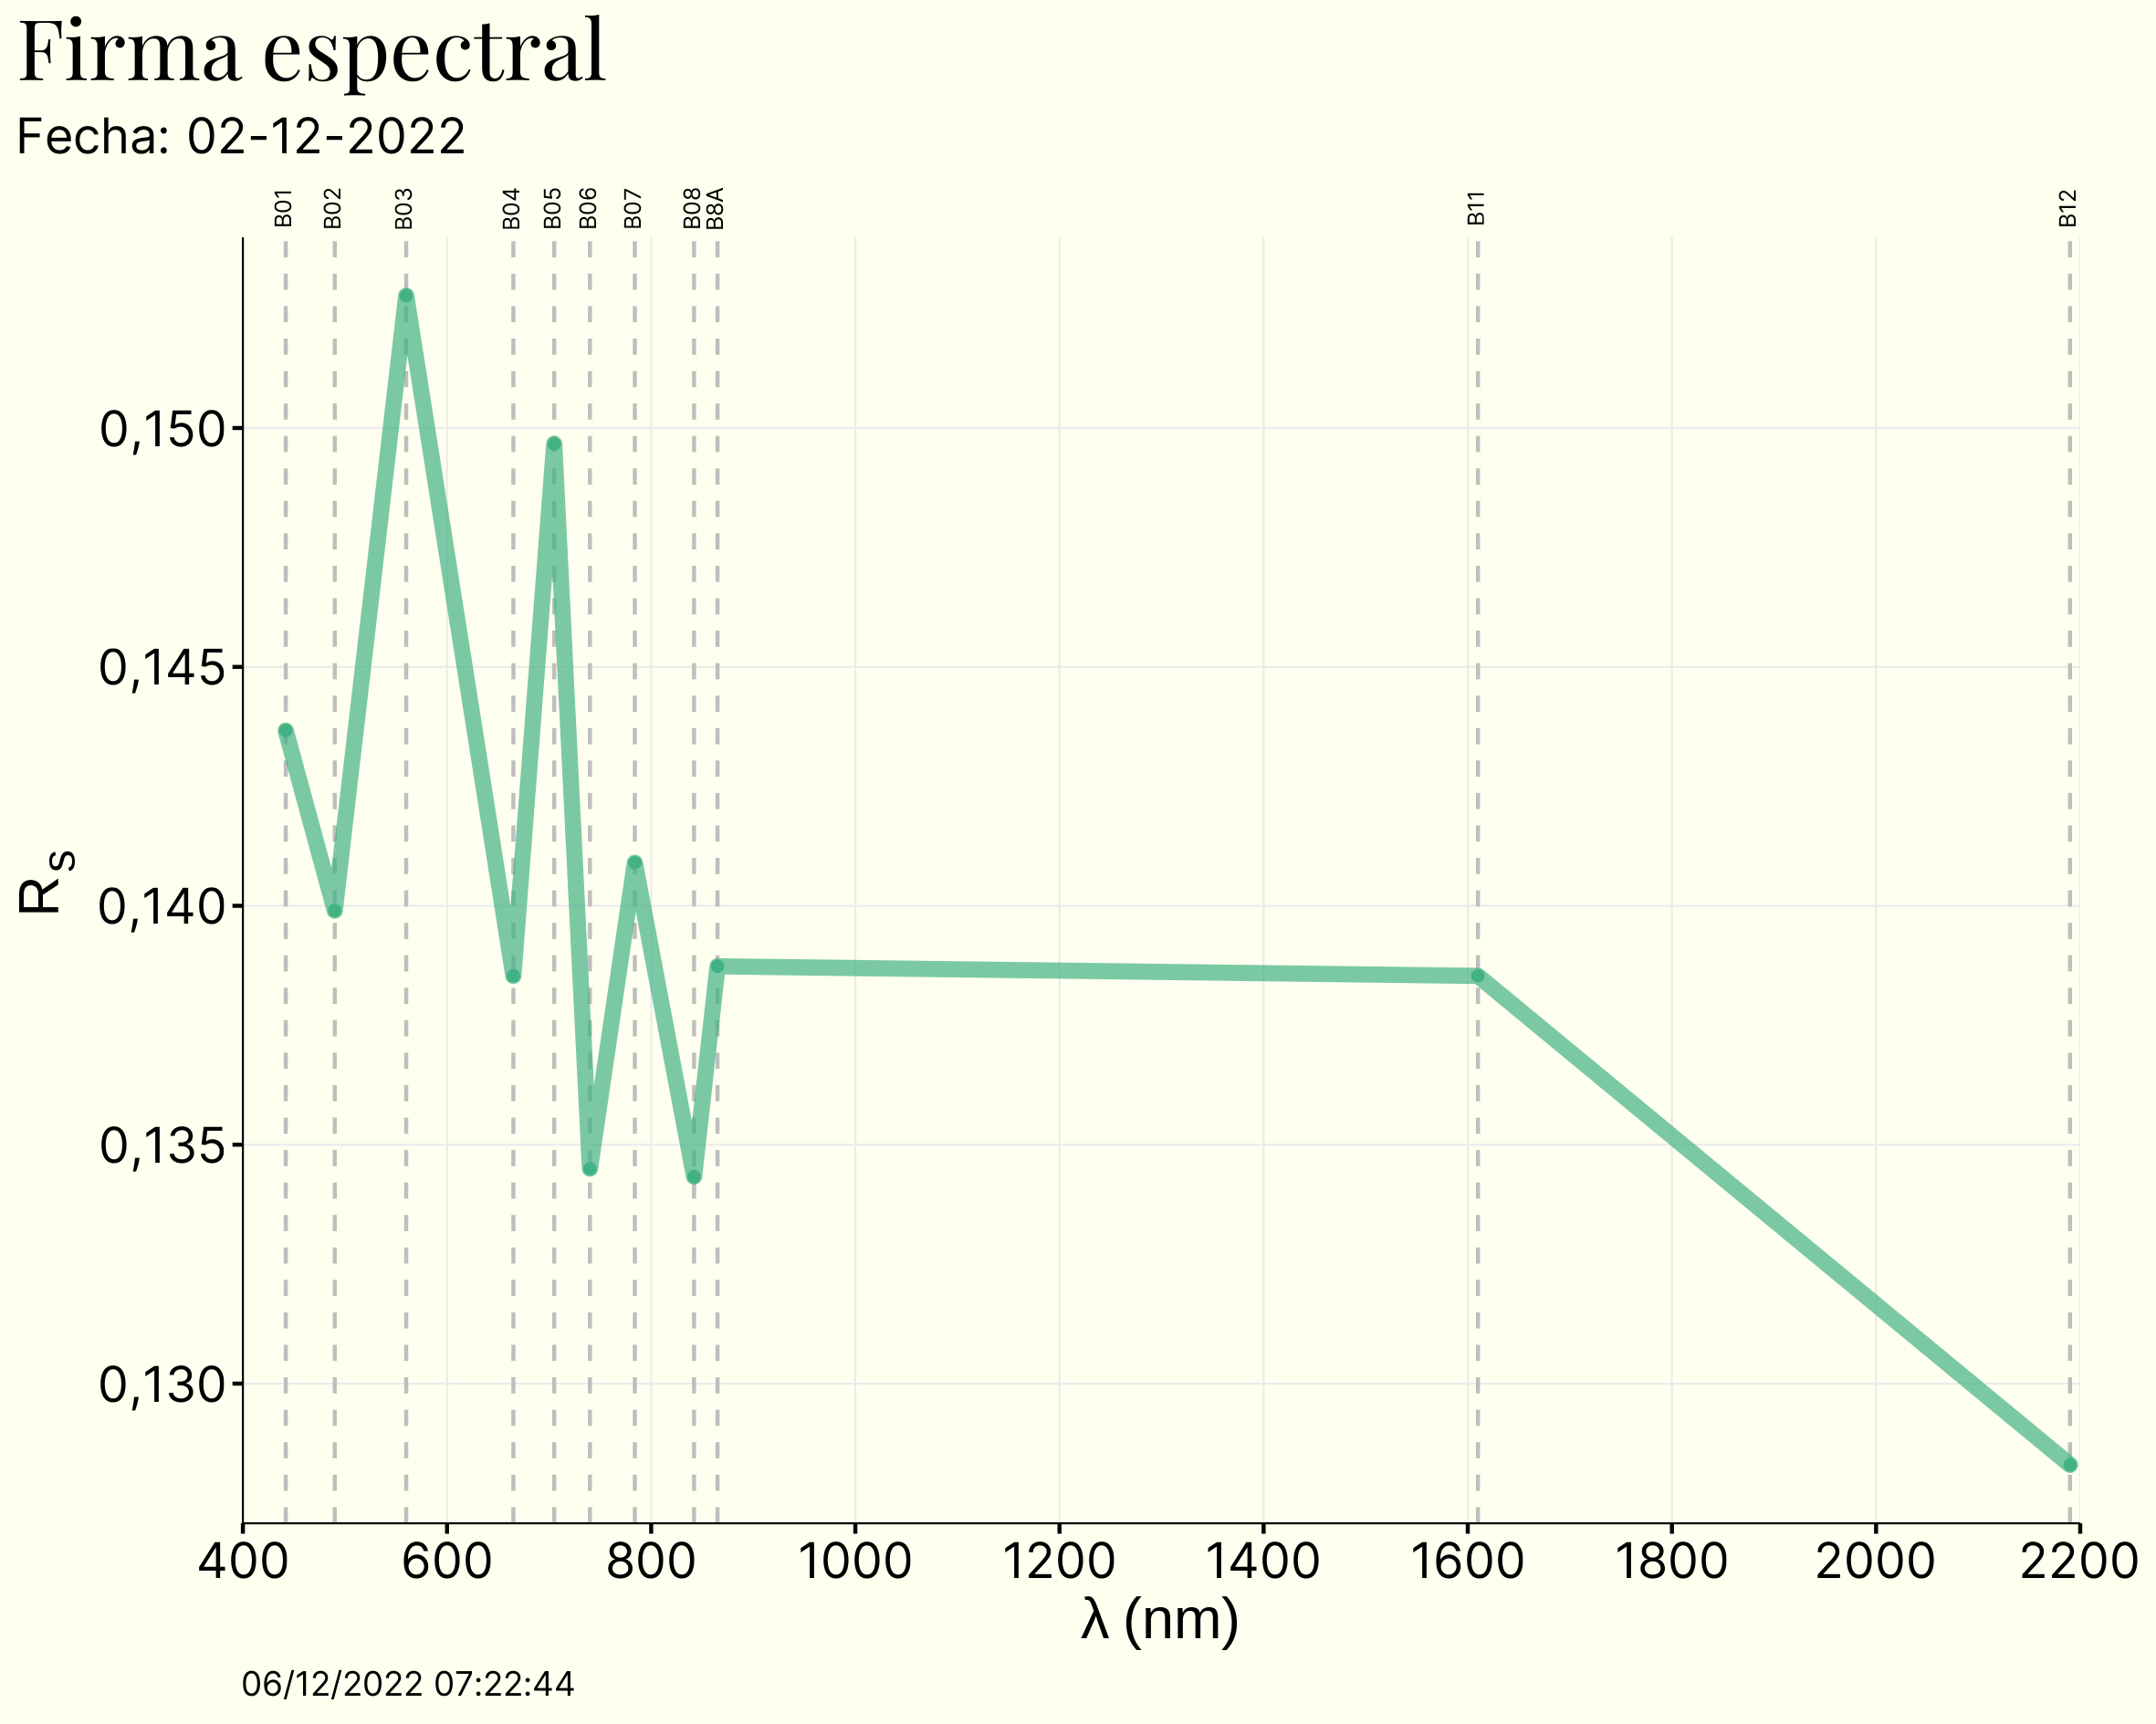 Firma espectral
Fecha: 02-12-2022
B01
B02
B03
B04
B05
B06
B07
B08
B8A
B11
B12
0,150
0,145
0,140
0,135
0,130
Rs
400 600 800 1000 1200 1400 1600 1800 2000 2200
λ (nm)
06/12/2022 07:22:44